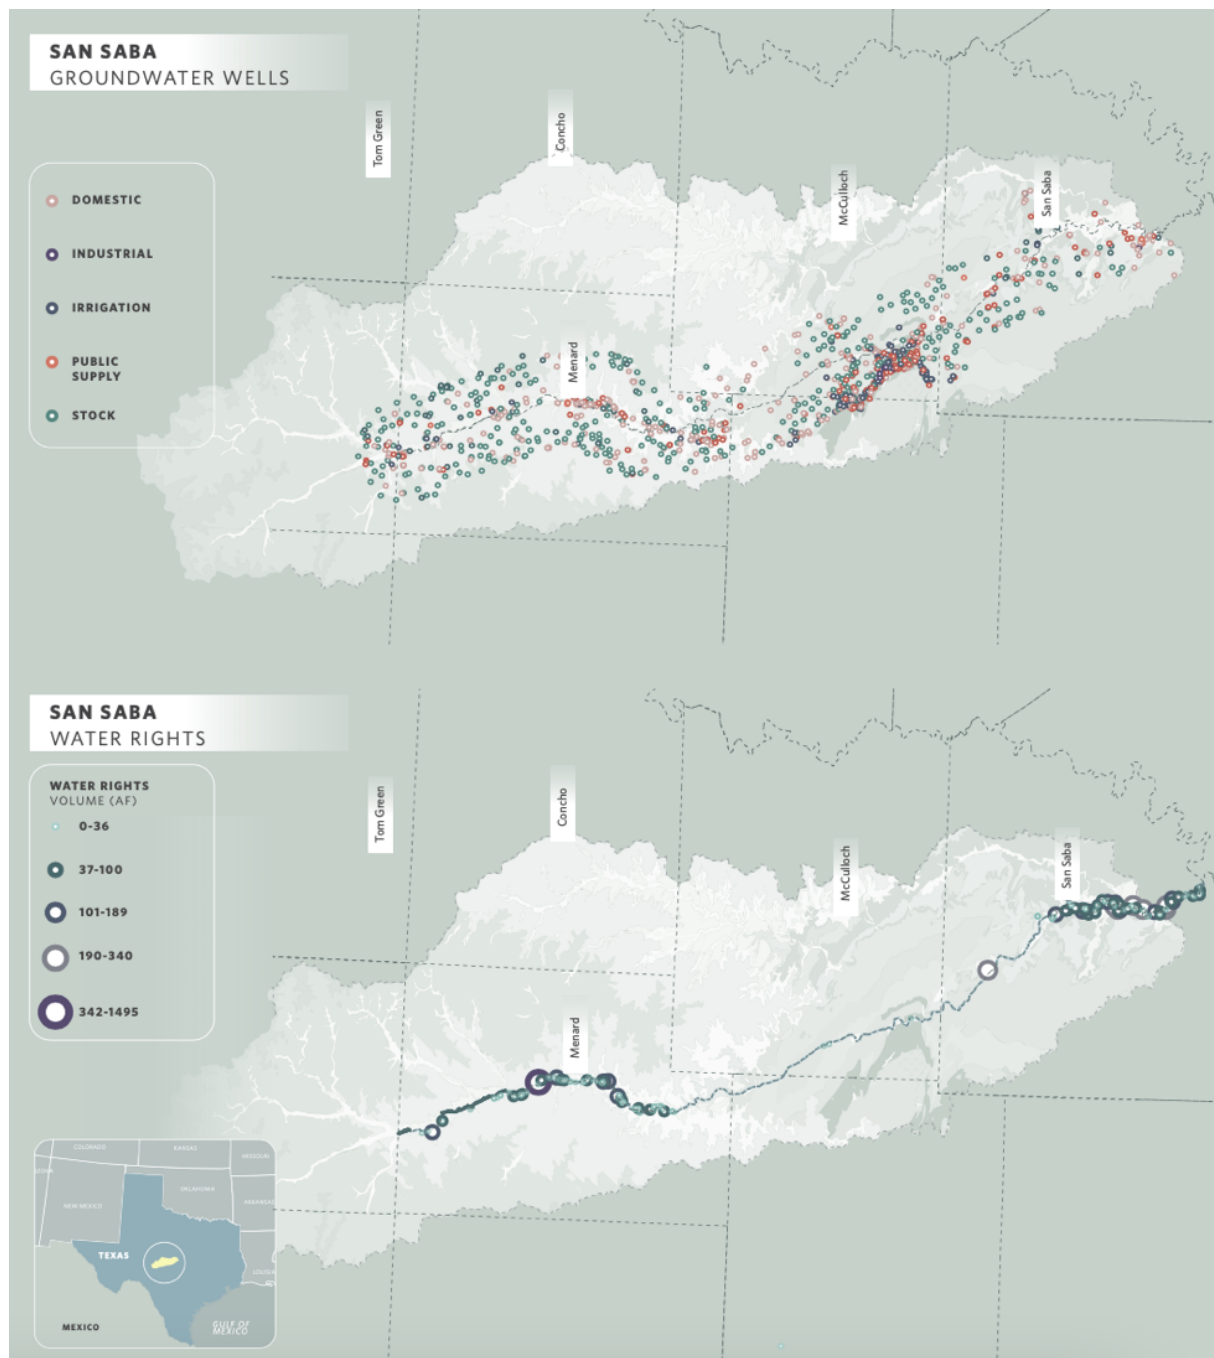 SAN SABA
GROUNDWATER WELLS
Tom Green
Concho
McCulloch
San Saba
Menard
DOMESTIC
INDUSTRIAL
IRRIGATION
PUBLIC
SUPPLY
STOCK
SAN SABA
WATER RIGHTS
WATER RIGHTS
VOLUME (AF)
0-36
37-100
101-189
190-340
342-1495
Tom Green
Concho
McCulloch
San Saba
Menard
COLORADO
KANSAS
MISSOURI
NEW MEXICO
OKLAHOMA
ARKANSAS
TEXAS
MEXICO
GULF OF
MEXICO